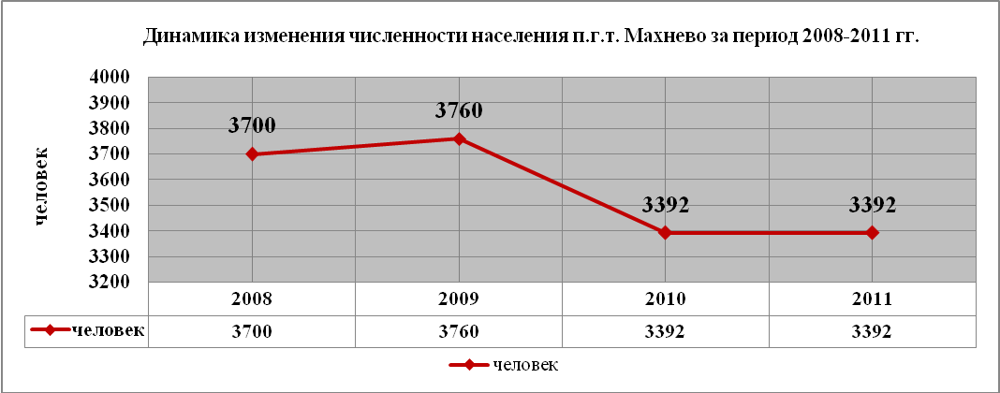 Динамика изменения численности населения п.г.т. Махнево за период 2008-2011 гг.
человек
4000
3900
3800
3700
3600
3500
3400
3300
3200
3700
3760
3392
3392
2008 2009 2010 2011
человек 3700 3760 3392 3392
человек